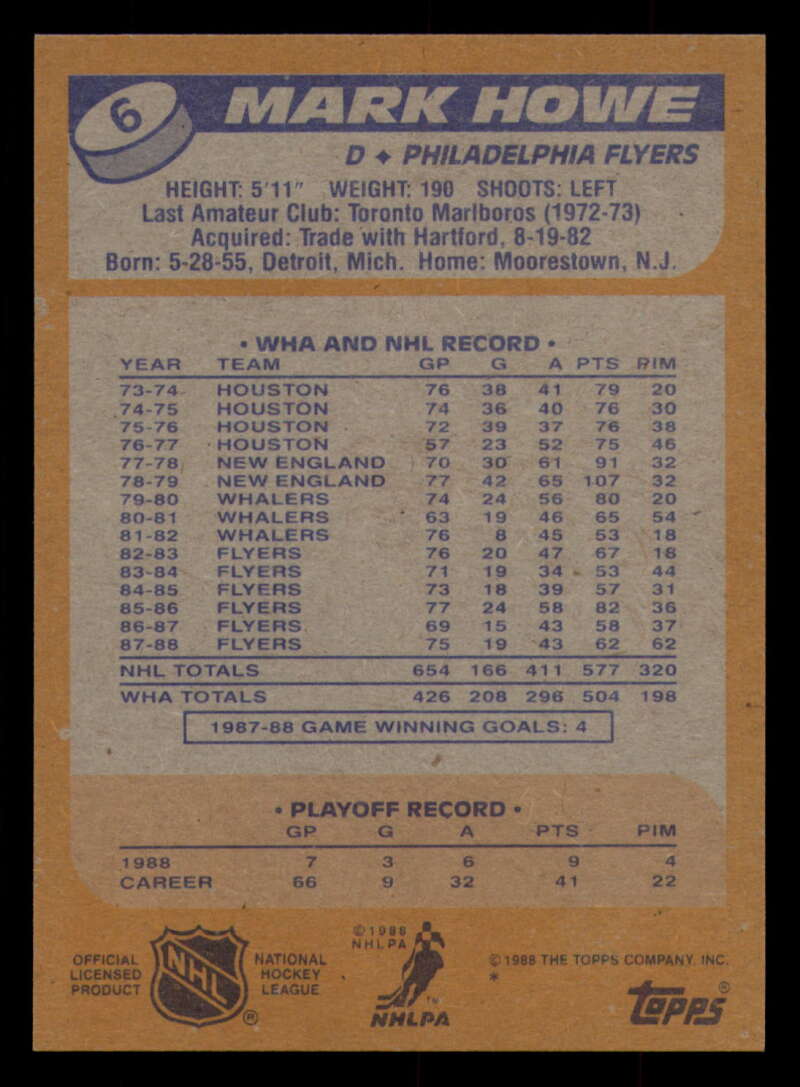 6 MARK HOWE
D ♦ PHILADELPHIA FLYERS
HEIGHT: 5'11" WEIGHT: 190 SHOOTS: LEFT
Last Amateur Club: Toronto Marlboros (1972-73)
Acquired: Trade with Hartford, 8-19-82
Born: 5-28-55, Detroit, Mich. Home: Moorestown, N.J.
• WHA AND NHL RECORD •
YEAR TEAM GP G A PTS PIM
73-74 HOUSTON 76 38 41 79 20
74-75 HOUSTON 74 36 40 76 30
75-76 HOUSTON 72 39 37 76 38
76-77 HOUSTON 57 23 52 75 46
77-78 NEW ENGLAND 70 30 61 91 32
78-79 NEW ENGLAND 77 42 65 107 32
79-80 WHALERS 74 24 56 80 20
80-81 WHALERS 63 19 46 65 54
81-82 WHALERS 76 8 45 53 18
82-83 FLYERS 76 20 47 67 18
83-84 FLYERS 71 19 34 53 44
84-85 FLYERS 73 18 39 57 31
85-86 FLYERS 77 24 58 82 36
86-87 FLYERS 69 15 43 58 37
87-88 FLYERS 75 19 43 62 62
NHL TOTALS 654 166 411 577 320
WHA TOTALS 426 208 296 504 198
1987-88 GAME WINNING GOALS: 4
• PLAYOFF RECORD •
GP G A PTS PIM
1988 7 3 6 9 4
CAREER 66 9 32 41 22
OFFICIAL
LICENSED
PRODUCT
NHL
®
NATIONAL
HOCKEY
LEAGUE
©1988
NHLPA
TM
NHLPA
©1988 THE TOPPS COMPANY, INC.
*
topps®